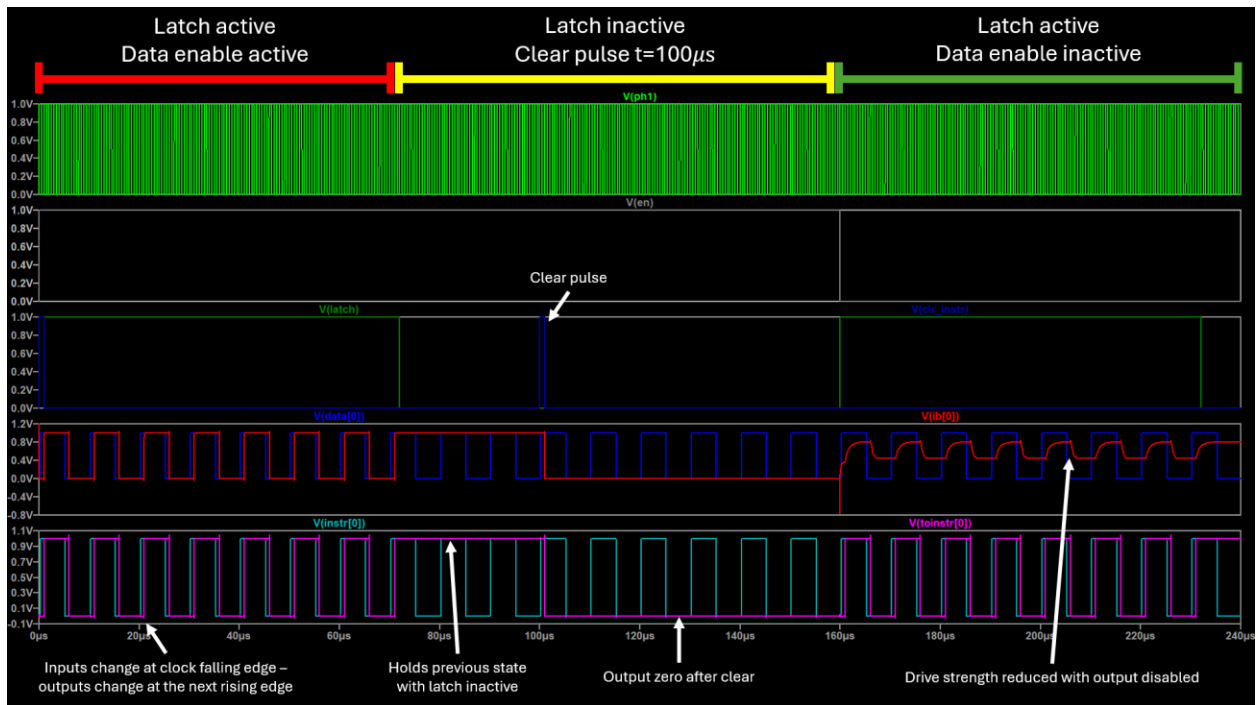 Latch active
Data enable active
Latch inactive
Clear pulse t=100μs
Latch active
Data enable inactive
V(ph1)
1.0V
0.8V
0.6V
0.4V
0.2V
0.0V
V(en)
1.0V
0.8V
0.6V
0.4V
0.2V
0.0V
Clear pulse
V(latch) V(clr_instr)
1.0V
0.8V
0.6V
0.4V
0.2V
0.0V
V(data[0]) V(ib[0])
1.2V
0.8V
0.4V
0.0V
-0.4V
-0.8V
V(instr[0]) V(toinstr[0])
1.1V
0.9V
0.7V
0.5V
0.3V
0.1V
-0.1V
0μs 20μs 40μs 60μs 80μs 100μs 120μs 140μs 160μs 180μs 200μs 220μs 240μs
Inputs change at clock falling edge –
outputs change at the next rising edge
Holds previous state
with latch inactive
Output zero after clear
Drive strength reduced with output disabled